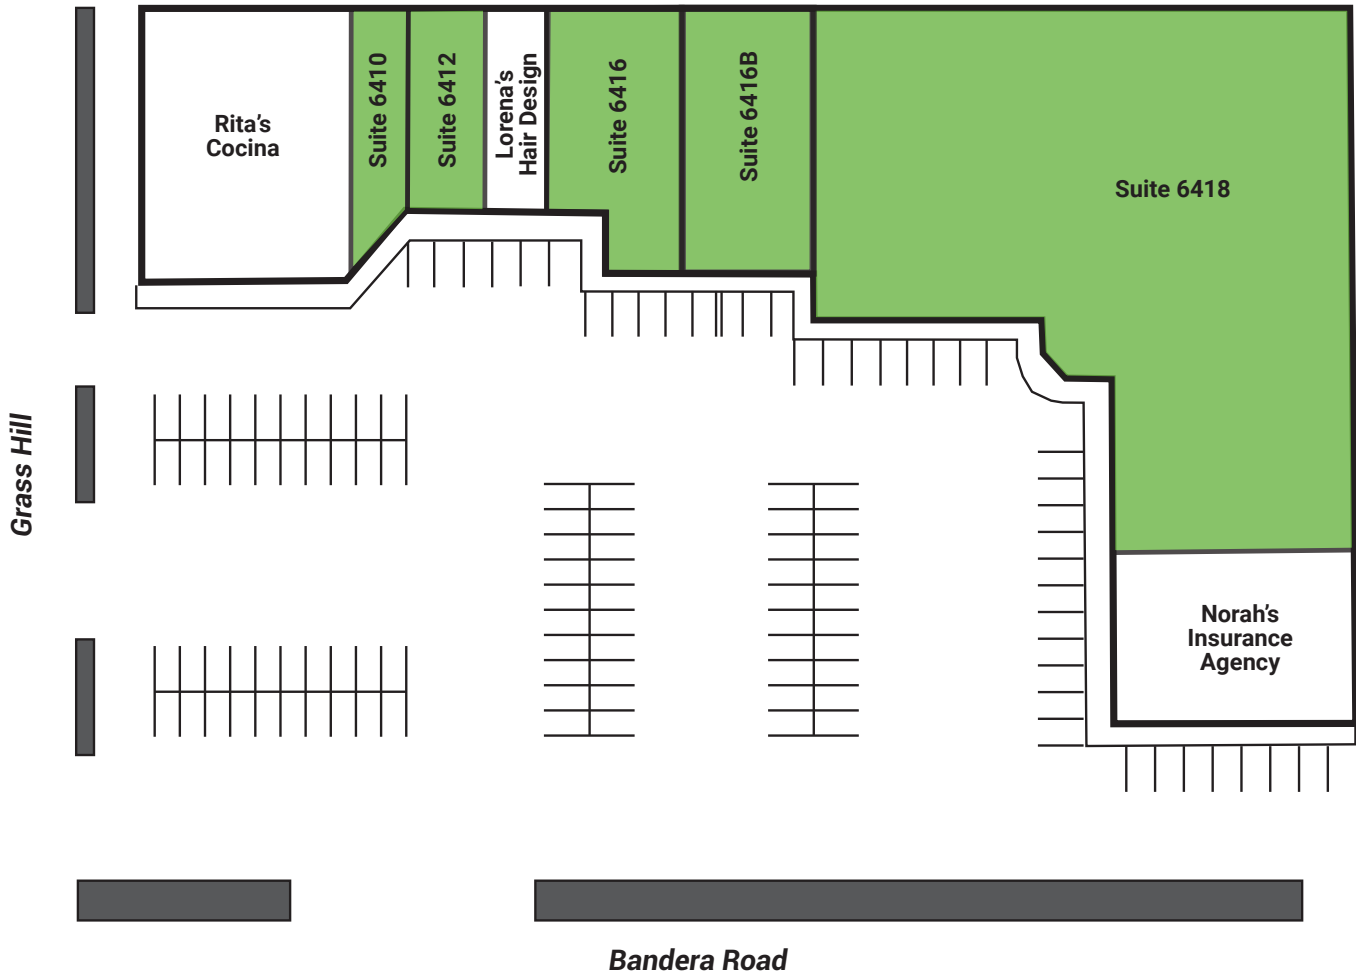 Rita's
Cocina
Suite 6410
Suite 6412
Lorena's
Hair Design
Suite 6416
Suite 6416B
Suite 6418
Norah's
Insurance
Agency
Grass Hill
Bandera Road